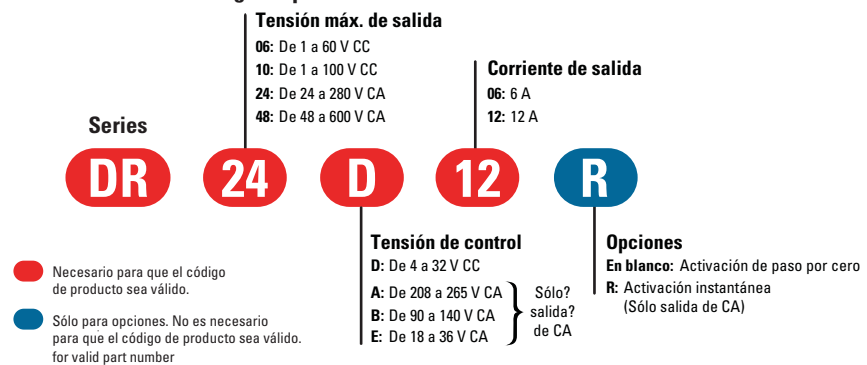 Tensión máx. de salida
06: De 1 a 60 V CC
10: De 1 a 100 V CC
24: De 24 a 280 V CA
48: De 48 a 600 V CA
Corriente de salida
06: 6 A
12: 12 A
Series
DR 24 D 12 R
Tensión de control
D: De 4 a 32 V CC
A: De 208 a 265 V CA
B: De 90 a 140 V CA
E: De 18 a 36 V CA
Sólo?
salida?
de CA
Opciones
En blanco: Activación de paso por cero
R: Activación instantánea
(Sólo salida de CA)
Necesario para que el código
de producto sea válido.
Sólo para opciones. No es necesario
para que el código de producto sea válido.
for valid part number